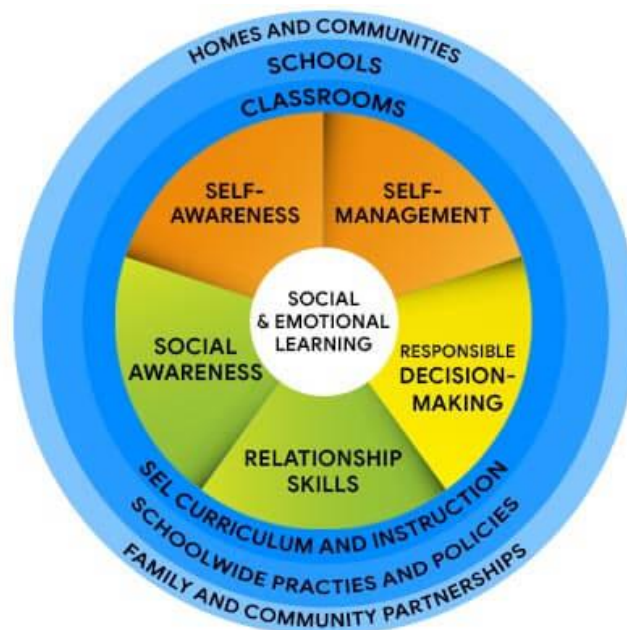 HOMES AND COMMUNITIES
SCHOOLS
CLASSROOMS
SELF-
AWARENESS
SELF-
MANAGEMENT
SOCIAL
& EMOTIONAL
LEARNING
SOCIAL
AWARENESS
RESPONSIBLE
DECISION-
MAKING
RELATIONSHIP
SKILLS
SEL CURRICULUM AND INSTRUCTION
SCHOOLWIDE PRACTIES AND POLICIES
FAMILY AND COMMUNITY PARTNERSHIPS